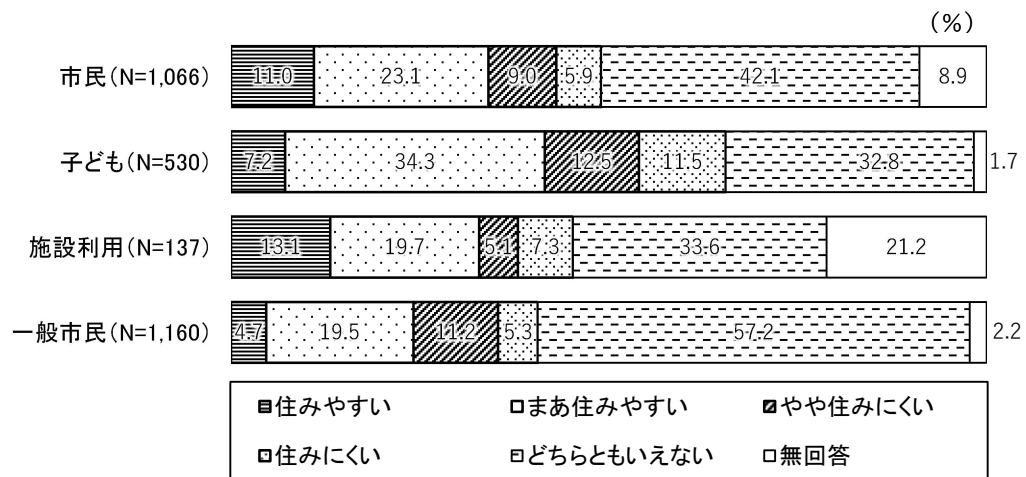 (%)
市民(N=1,066) 11.0 23.1 9.0 5.9 42.1 8.9
子ども(N=530) 7.2 34.3 12.5 11.5 32.8 1.7
施設利用(N=137) 13.1 19.7 5.1 7.3 33.6 21.2
一般市民(N=1,160) 4.7 19.5 11.2 5.3 57.2 2.2
住みやすい まあ住みやすい やや住みにくい
住みにくい どちらともいえない 無回答